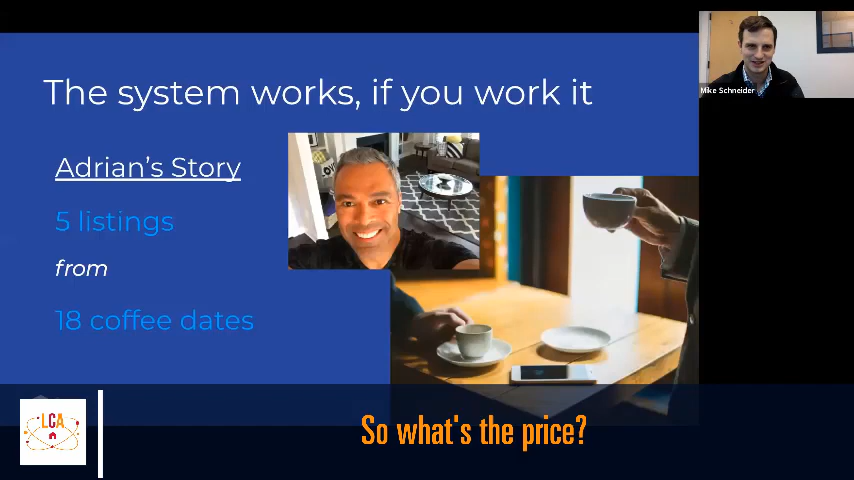 The system works, if you work it
Mike Schneider
Adrian's Story
5 listings
from
18 coffee dates
LCA
So what's the price?